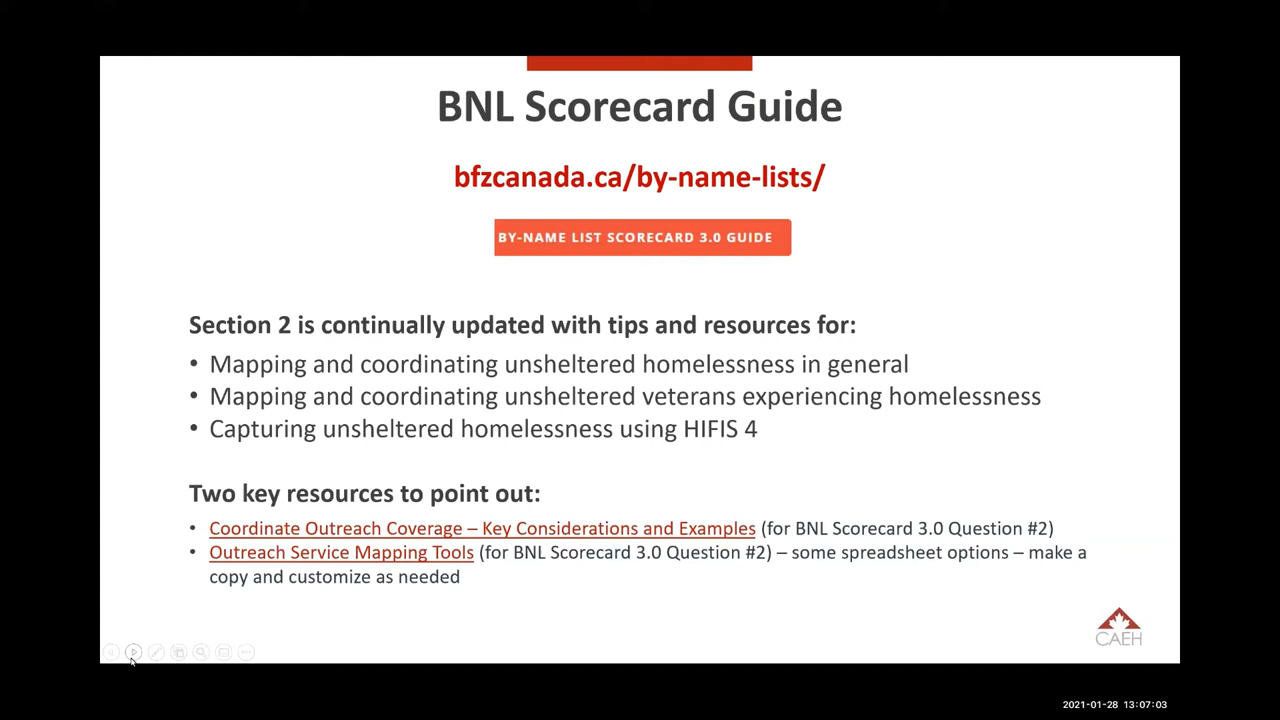 BNL Scorecard Guide
bfzcanada.ca/by-name-lists/
BY-NAME LIST SCORECARD 3.0 GUIDE
Section 2 is continually updated with tips and resources for:
• Mapping and coordinating unsheltered homelessness in general
• Mapping and coordinating unsheltered veterans experiencing homelessness
• Capturing unsheltered homelessness using HIFIS 4
Two key resources to point out:
• Coordinate Outreach Coverage – Key Considerations and Examples (for BNL Scorecard 3.0 Question #2)
• Outreach Service Mapping Tools (for BNL Scorecard 3.0 Question #2) – some spreadsheet options – make a
copy and customize as needed
CAEH
2021-01-28 13:07:03